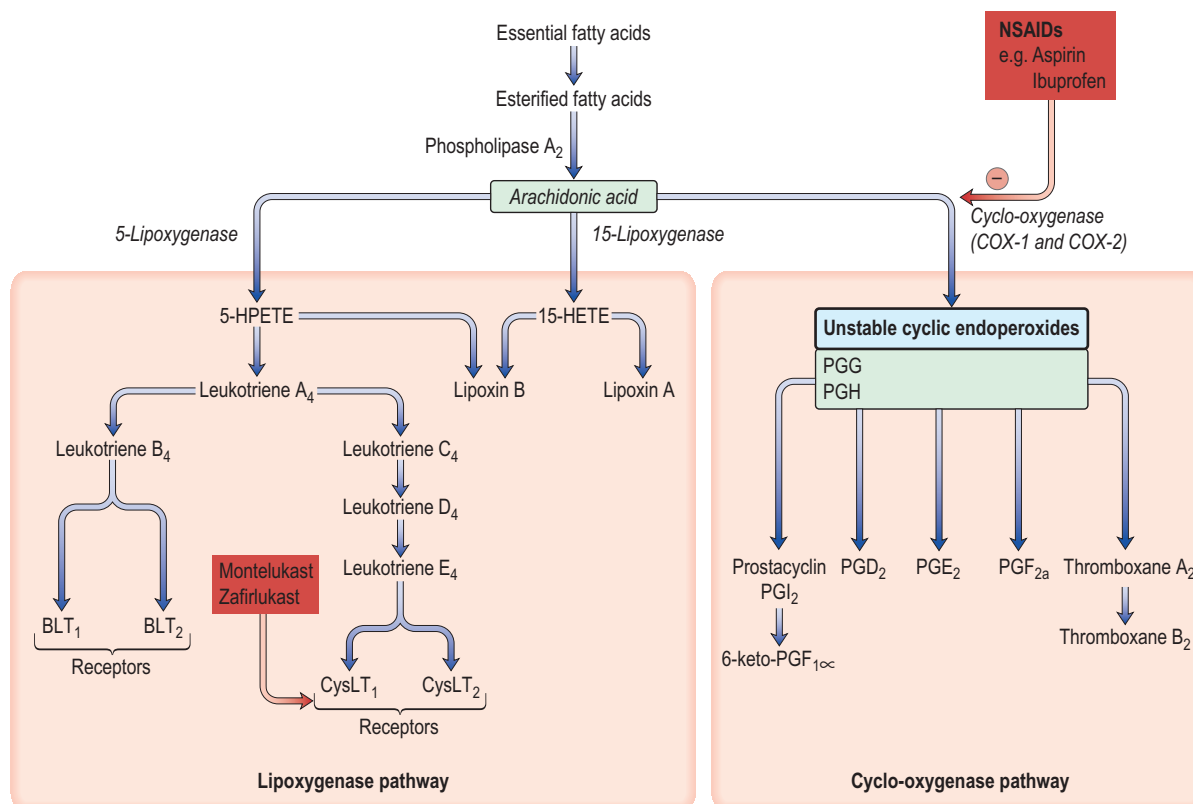 Essential fatty acids
NSAIDs
e.g. Aspirin
Ibuprofen
Esterified fatty acids
Phospholipase A₂
Arachidonic acid
5-Lipoxygenase
15-Lipoxygenase
Cyclo-oxygenase
(COX-1 and COX-2)
5-HPETE
15-HETE
Leukotriene A₄
Lipoxin B
Lipoxin A
Leukotriene B₄
Leukotriene C₄
Leukotriene D₄
Leukotriene E₄
Montelukast
Zafirlukast
BLT₁
BLT₂
Receptors
CysLT₁
CysLT₂
Receptors
Lipoxygenase pathway
Unstable cyclic endoperoxides
PGG
PGH
Prostacyclin
PGI₂
PGD₂
PGE₂
PGF₂ₐ
Thromboxane A₂
6-keto-PGF₁∝
Thromboxane B₂
Cyclo-oxygenase pathway